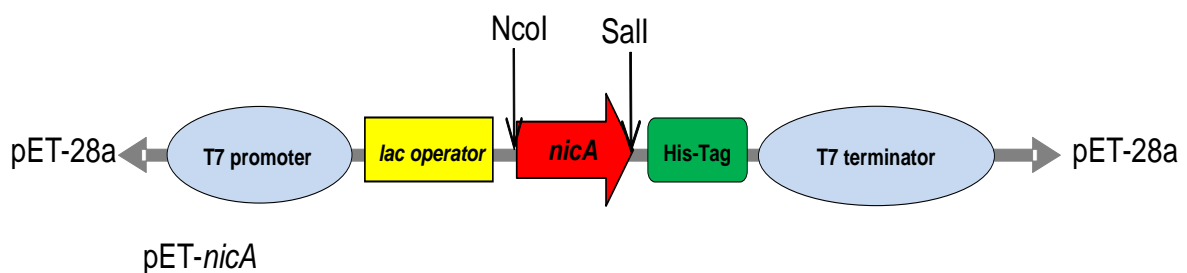 NcoI SalI
pET-28a T7 promoter lac operator nicA His-Tag T7 terminator pET-28a
pET-nicA